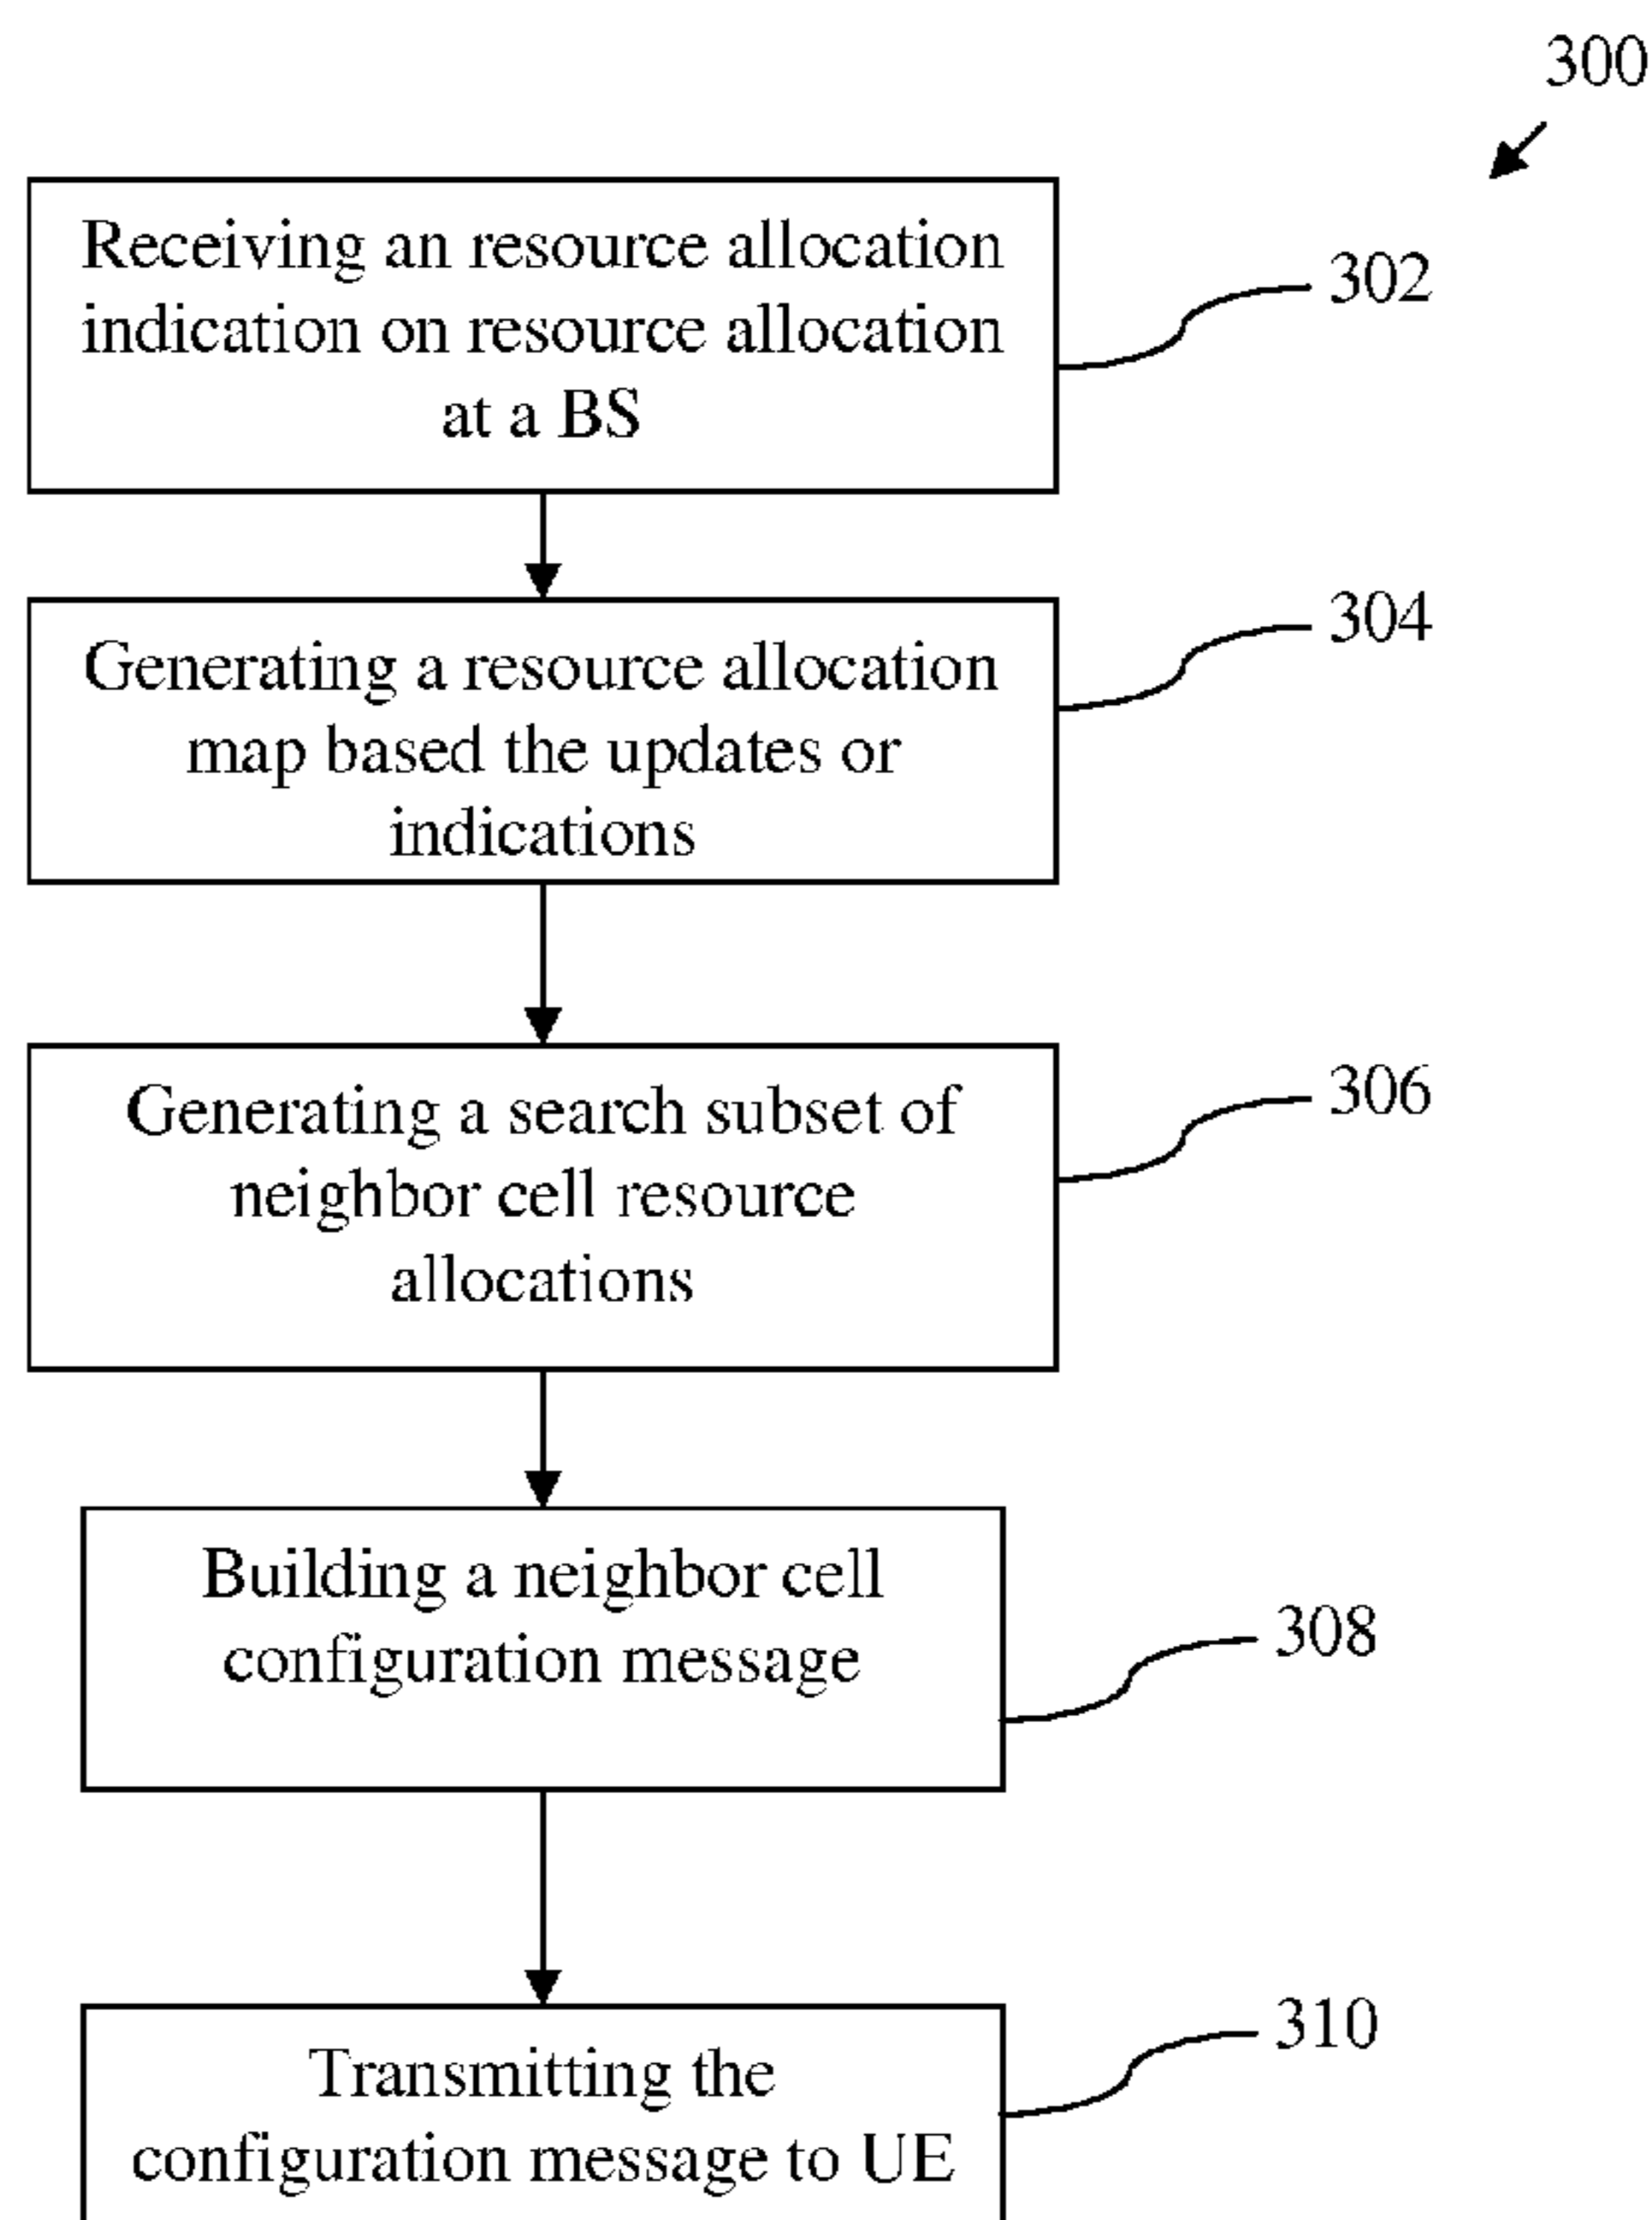 300
Receiving an resource allocation
indication on resource allocation
at a BS
302
Generating a resource allocation
map based the updates or
indications
304
Generating a search subset of
neighbor cell resource
allocations
306
Building a neighbor cell
configuration message
308
Transmitting the
configuration message to UE
310